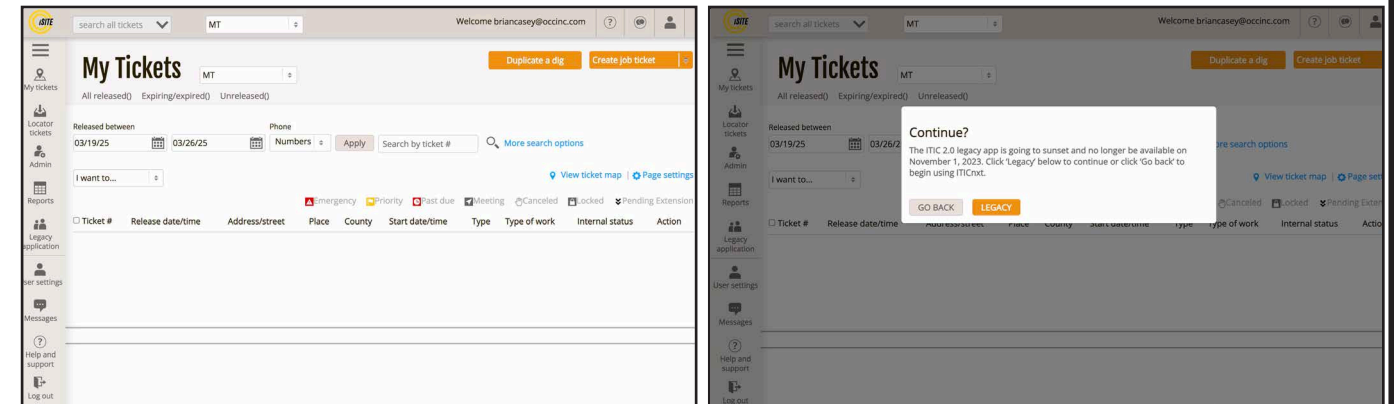 iSITE
search all tickets
MT
Welcome briancasey@occinc.com
?
My tickets
Locator
tickets
Admin
Reports
Legacy
application
ser settings
Messages
?
Help and
support
Log out
My Tickets
MT
Duplicate a dig
Create job ticket
All released() Expiring/expired() Unreleased()
Released between
Phone
03/19/25
03/26/25
Numbers
Apply
Search by ticket #
More search options
I want to...
View ticket map | Page settings
Emergency Priority Past due Meeting Canceled Locked Pending Extension
Ticket # Release date/time Address/street Place County Start date/time Type Type of work Internal status Action
iSITE
search all tickets
MT
Welcome briancasey@occinc.com
?
My tickets
Locator
tickets
Admin
Reports
Legacy
application
User settings
Messages
?
Help and
support
Log out
My Tickets
MT
Duplicate a dig
Create job ticket
All released() Expiring/expired() Unreleased()
Released between
03/19/25
03/26/2
ore search options
I want to...
View ticket map | Page sett
Canceled Locked Pending Exten
Ticket # Release date/time Address/street Place County Start date/time Type Type of work Internal status Actio
Continue?
The ITIC 2.0 legacy app is going to sunset and no longer be available on
November 1, 2023. Click 'Legacy' below to continue or click 'Go back' to
begin using ITICnxt.
GO BACK
LEGACY